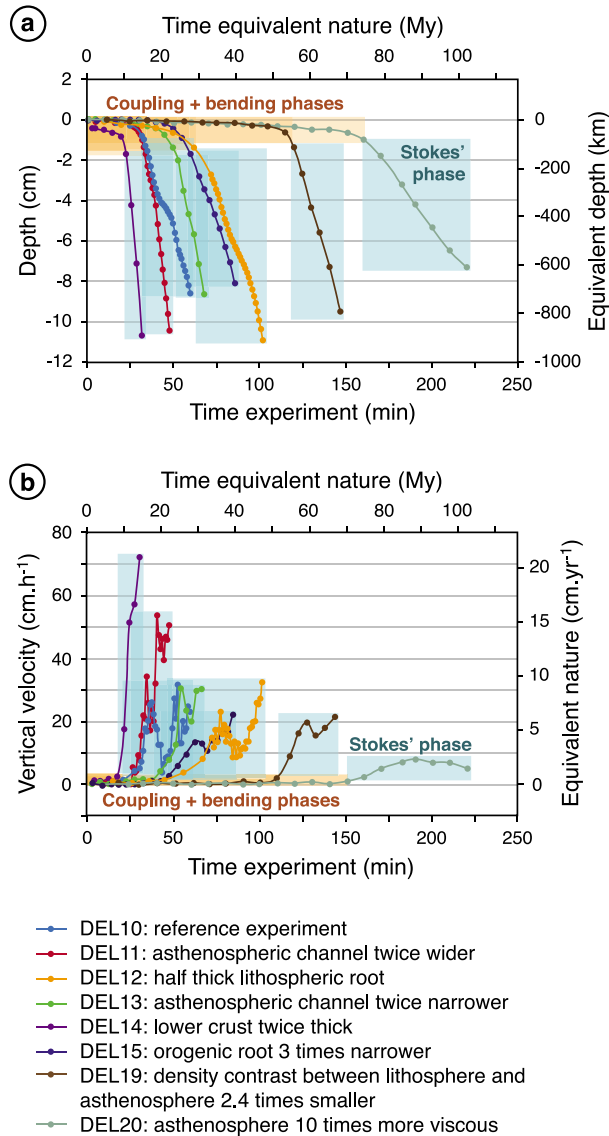 a
Time equivalent nature (My)
0 20 40 60 80 100
2
0
-2
-4
-6
-8
-10
-12
Depth (cm)
Coupling + bending phases
Stokes'
phase
0
-200
-400
-600
-800
-1000
Equivalent depth (km)
0 50 100 150 200 250
Time experiment (min)
b
Time equivalent nature (My)
0 20 40 60 80 100
80
60
40
20
0
Vertical velocity (cm.h⁻¹)
Stokes' phase
Coupling + bending phases
20
15
10
5
0
Equivalent nature (cm.yr⁻¹)
0 50 100 150 200 250
Time experiment (min)
DEL10: reference experiment
DEL11: asthenospheric channel twice wider
DEL12: half thick lithospheric root
DEL13: asthenospheric channel twice narrower
DEL14: lower crust twice thick
DEL15: orogenic root 3 times narrower
DEL19: density contrast between lithosphere and
asthenosphere 2.4 times smaller
DEL20: asthenosphere 10 times more viscous